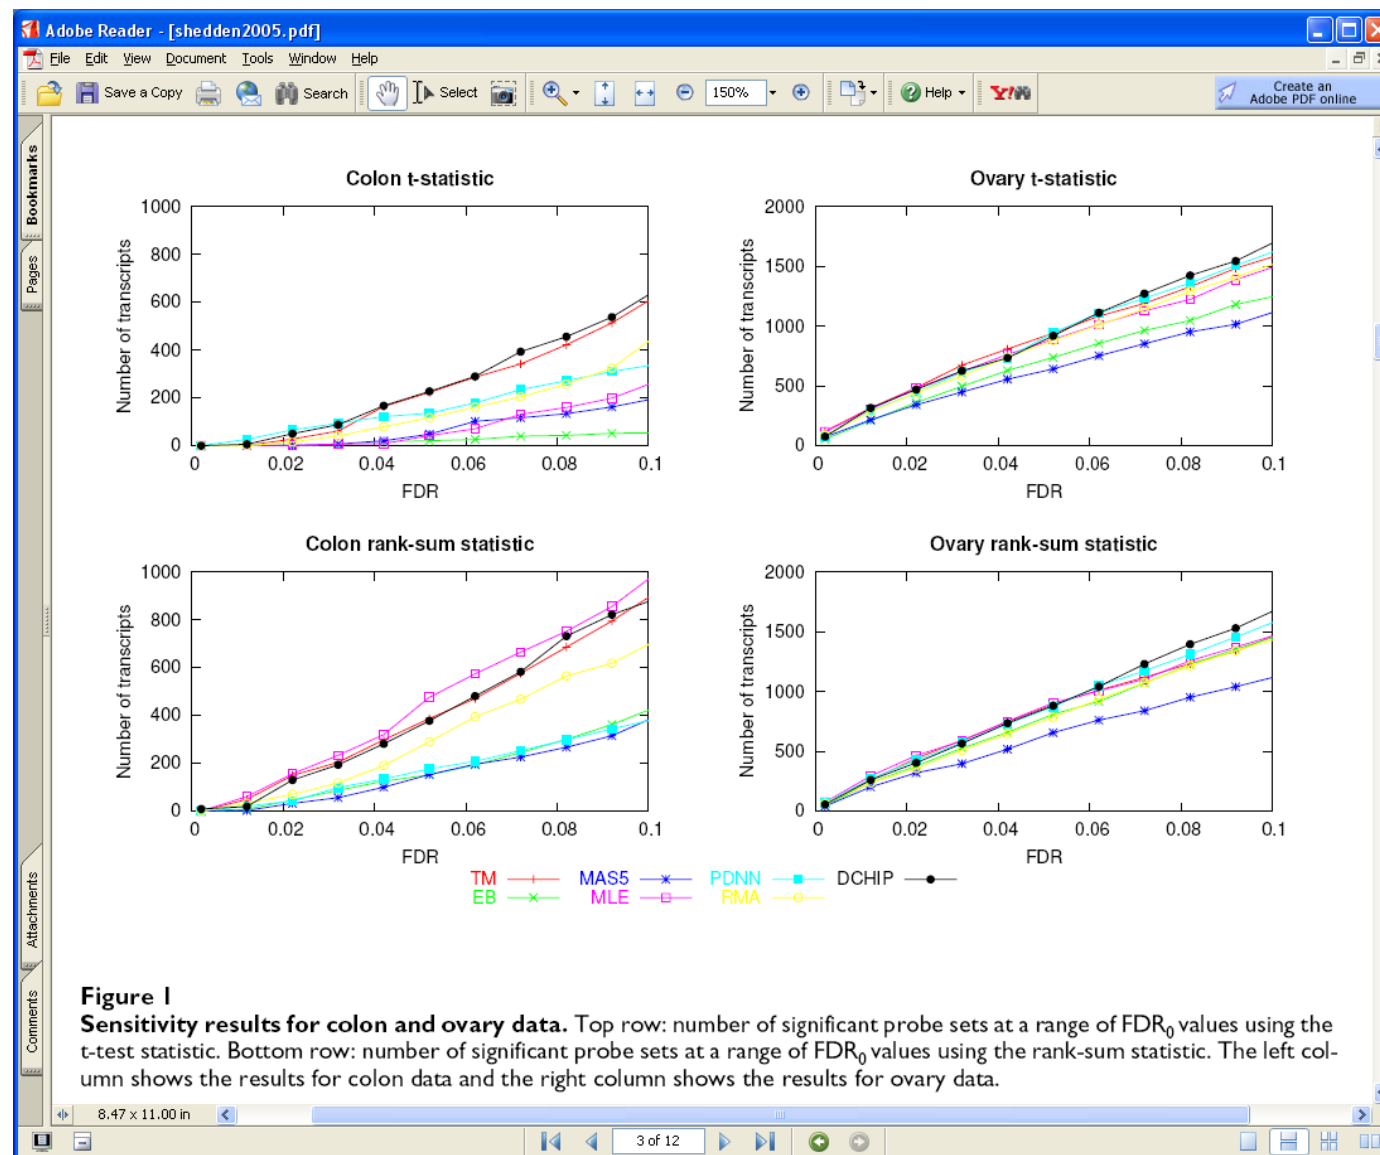 Adobe Reader - [shedden2005.pdf]
File Edit View Document Tools Window Help
Save a Copy Search Select 150% Help Y! Create an
Adobe PDF online
Bookmarks
Pages
Attachments
Comments
Colon t-statistic
Number of transcripts
1000
800
600
400
200
0
0 0.02 0.04 0.06 0.08 0.1
FDR
Ovary t-statistic
Number of transcripts
2000
1500
1000
500
0
0 0.02 0.04 0.06 0.08 0.1
FDR
Colon rank-sum statistic
Number of transcripts
1000
800
600
400
200
0
0 0.02 0.04 0.06 0.08 0.1
FDR
Ovary rank-sum statistic
Number of transcripts
2000
1500
1000
500
0
0 0.02 0.04 0.06 0.08 0.1
FDR
TM MAS5 PDNN DCHIP
EB MLE RMA
Figure 1
Sensitivity results for colon and ovary data. Top row: number of significant probe sets at a range of FDR₀ values using the
t-test statistic. Bottom row: number of significant probe sets at a range of FDR₀ values using the rank-sum statistic. The left col-
umn shows the results for colon data and the right column shows the results for ovary data.
8.47 x 11.00 in
3 of 12